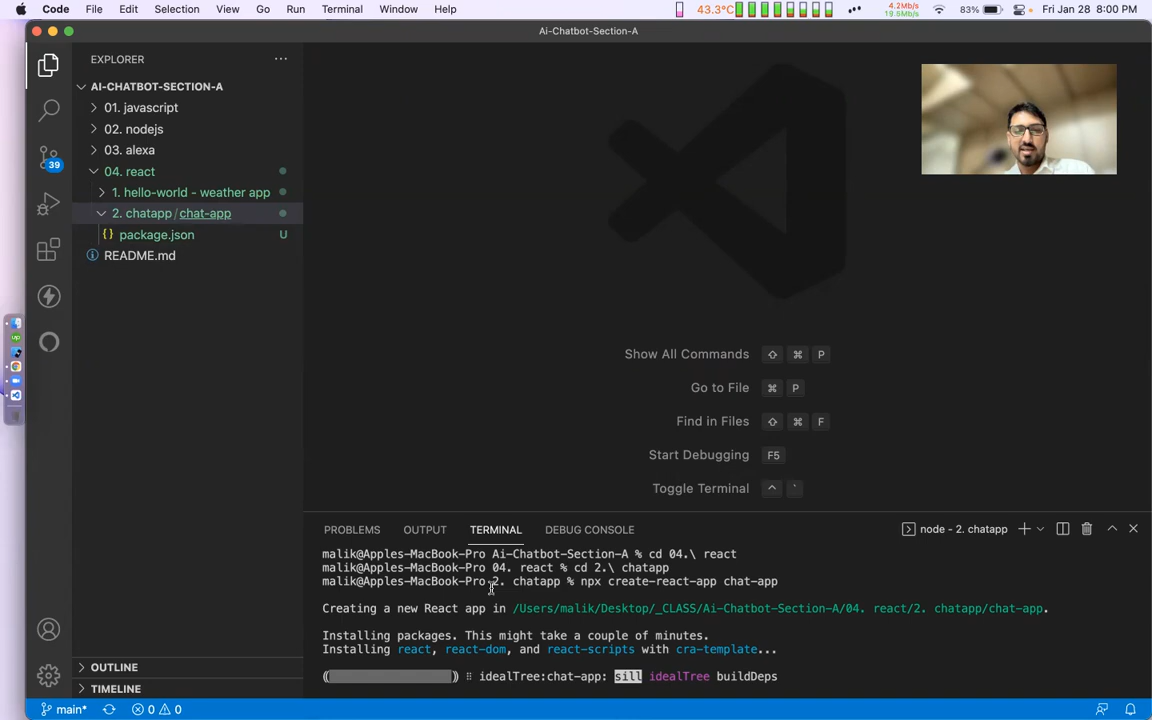 Code File Edit Selection View Go Run Terminal Window Help 43.3°C 4.2Mb/s 19.5Mb/s 83% Fri Jan 28 8:00 PM
Ai-Chatbot-Section-A
EXPLORER ...
AI-CHATBOT-SECTION-A
01. javascript
02. nodejs
03. alexa
04. react
1. hello-world - weather app
2. chatapp / chat-app
{} package.json U
README.md
39
Show All Commands ⇧ ⌘ P
Go to File ⌘ P
Find in Files ⇧ ⌘ F
Start Debugging F5
Toggle Terminal ^ `
PROBLEMS OUTPUT TERMINAL DEBUG CONSOLE node - 2. chatapp
malik@Apples-MacBook-Pro Ai-Chatbot-Section-A % cd 04.\ react
malik@Apples-MacBook-Pro 04. react % cd 2.\ chatapp
malik@Apples-MacBook-Pro 2. chatapp % npx create-react-app chat-app
Creating a new React app in /Users/malik/Desktop/_CLASS/Ai-Chatbot-Section-A/04. react/2. chatapp/chat-app.
Installing packages. This might take a couple of minutes.
Installing react, react-dom, and react-scripts with cra-template...
(░░░░░░░░░░░░░░░░░░) ⠿ idealTree:chat-app: sill idealTree buildDeps
OUTLINE
TIMELINE
main* 0 0